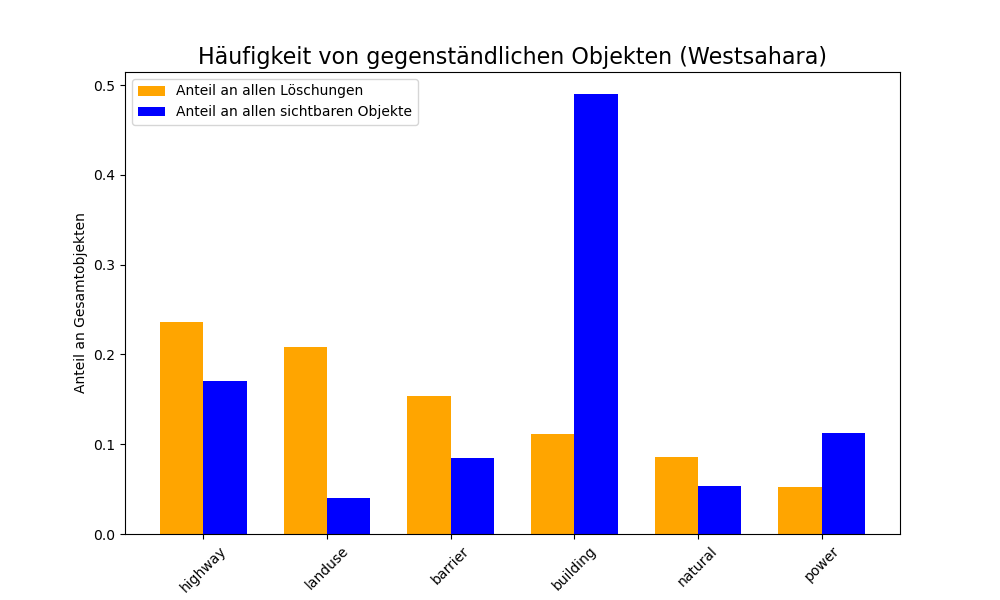 Häufigkeit von gegenständlichen Objekten (Westsahara)
Anteil an allen Löschungen
Anteil an allen sichtbaren Objekte
Anteil an Gesamtobjekten
0.5
0.4
0.3
0.2
0.1
0.0
highway
landuse
barrier
building
natural
power